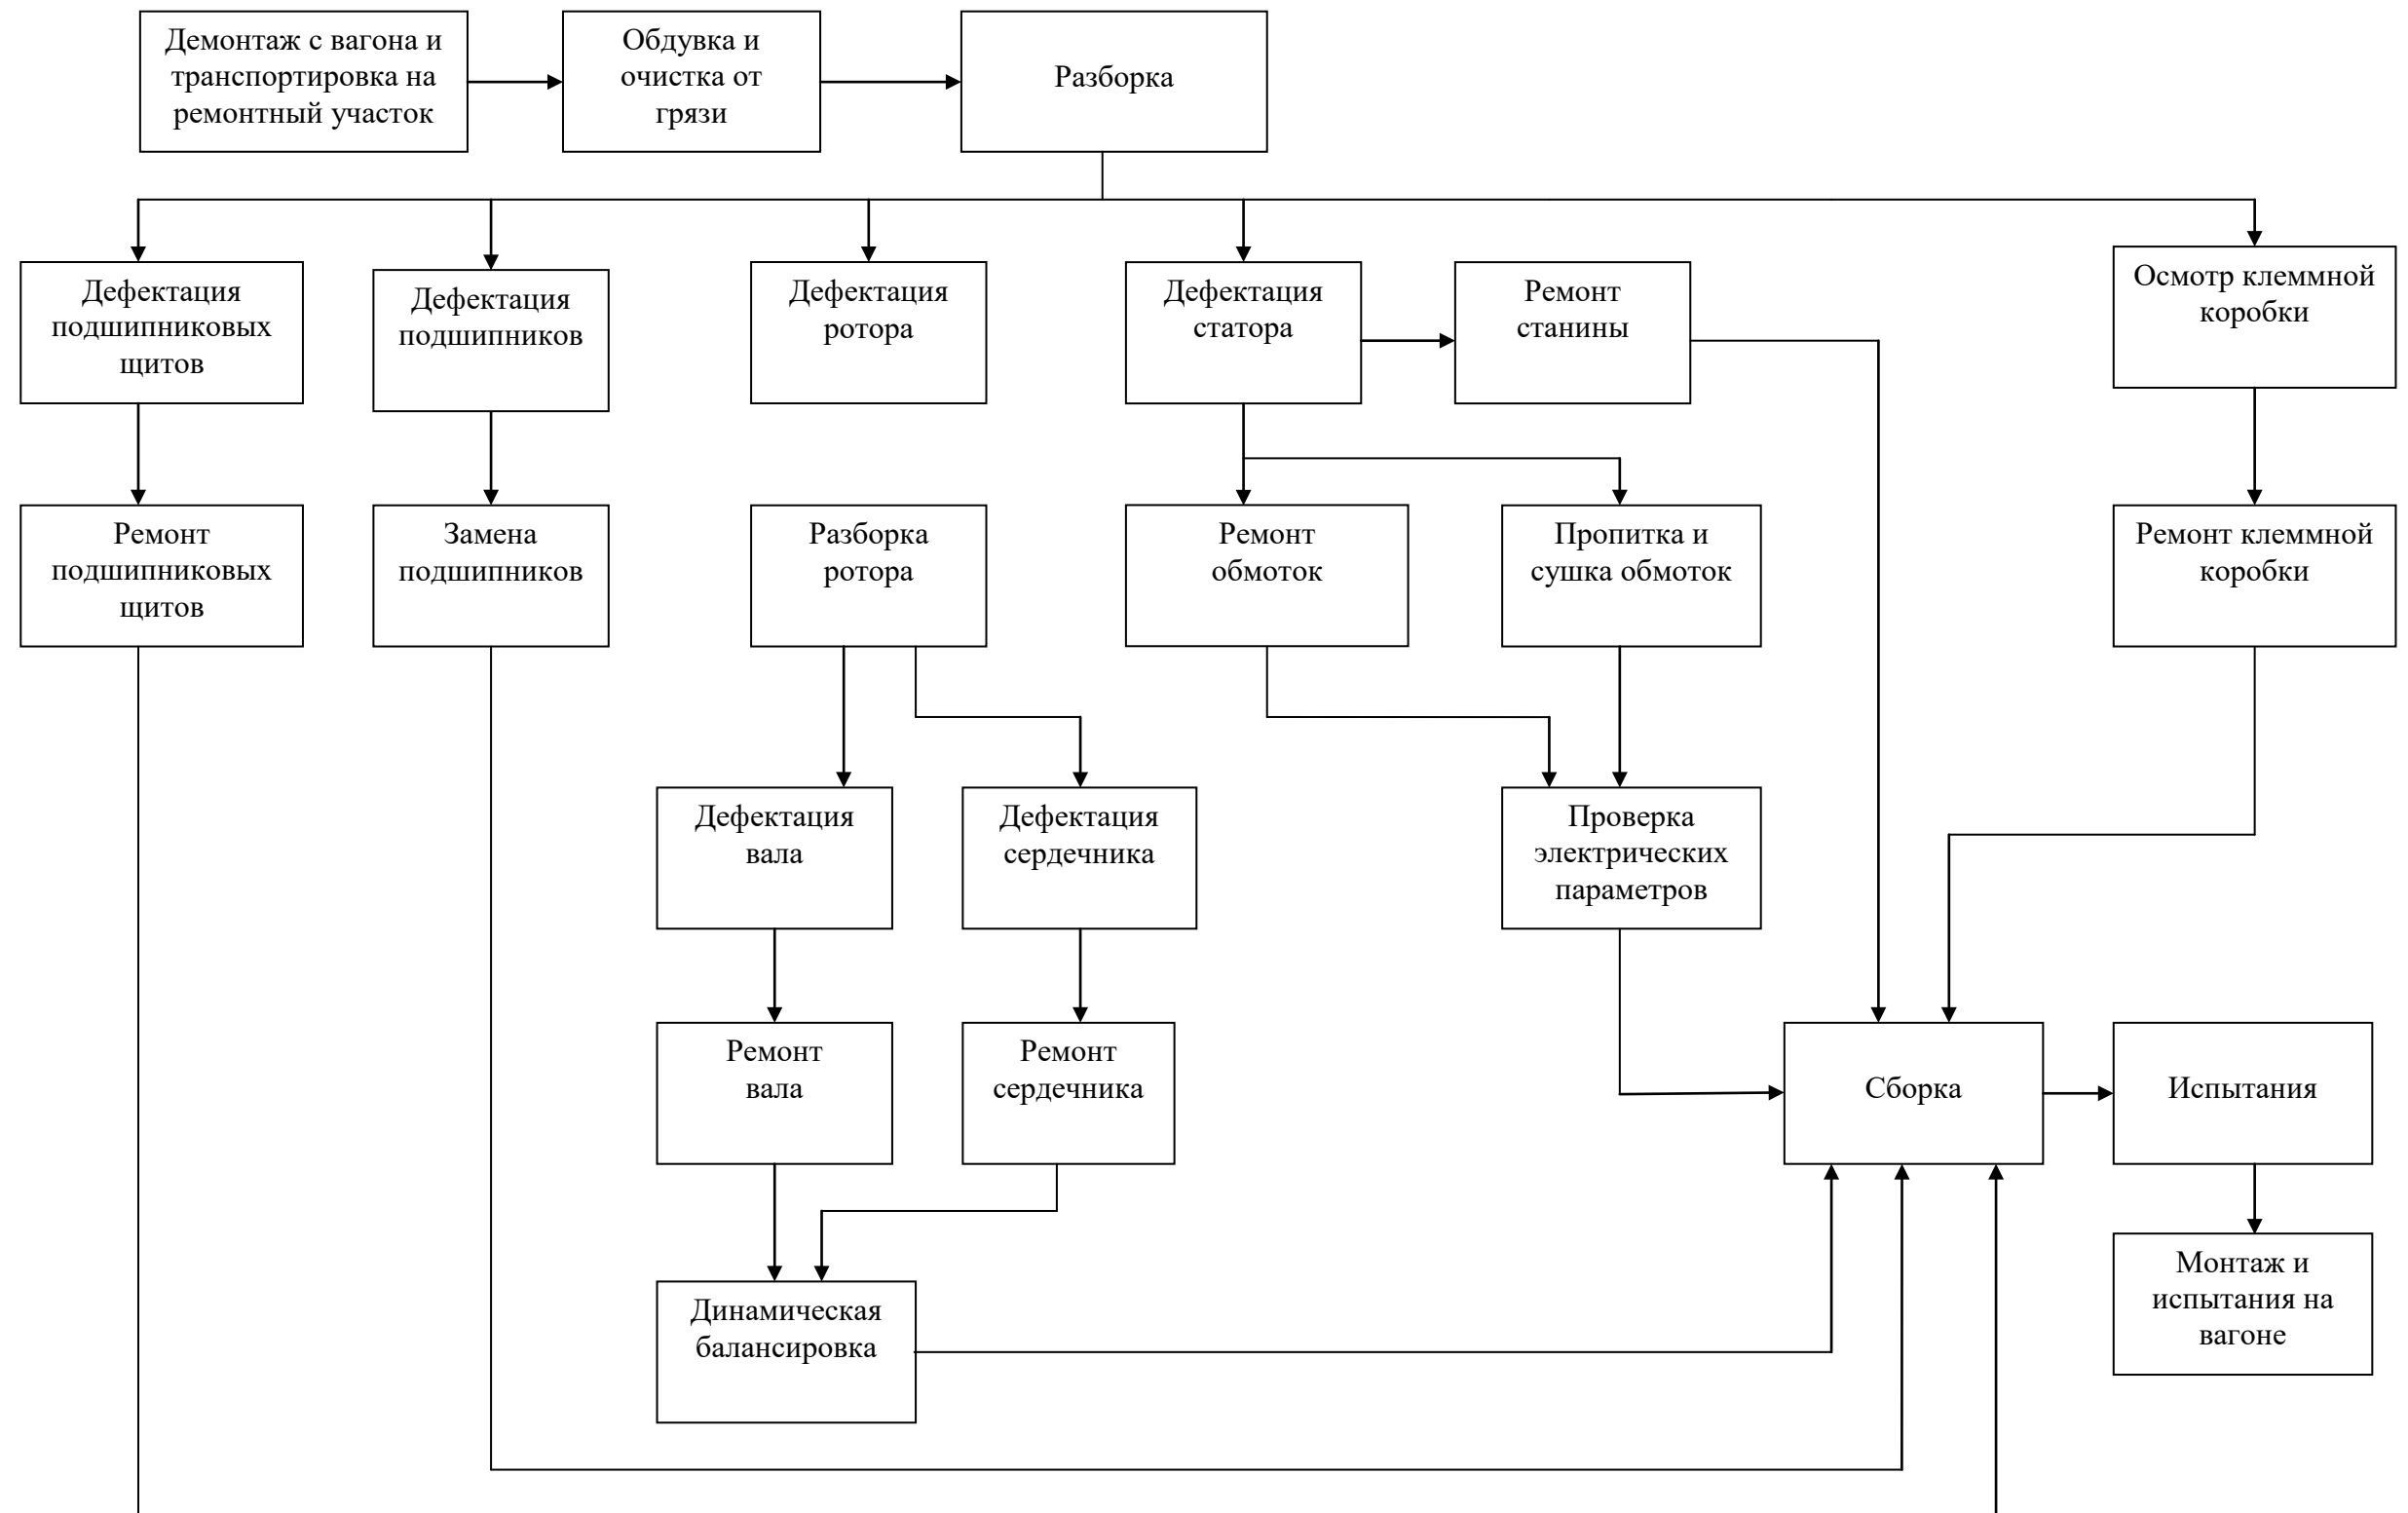 Демонтаж с вагона и
транспортировка на
ремонтный участок
Обдувка и
очистка от
грязи
Разборка
Дефектация
подшипниковых
щитов
Дефектация
подшипников
Дефектация
ротора
Дефектация
статора
Ремонт
станины
Осмотр клеммной
коробки
Ремонт
подшипниковых
щитов
Замена
подшипников
Разборка
ротора
Ремонт
обмоток
Пропитка и
сушка обмоток
Ремонт клеммной
коробки
Дефектация
вала
Дефектация
сердечника
Проверка
электрических
параметров
Ремонт
вала
Ремонт
сердечника
Сборка
Испытания
Динамическая
балансировка
Монтаж и
испытания на
вагоне